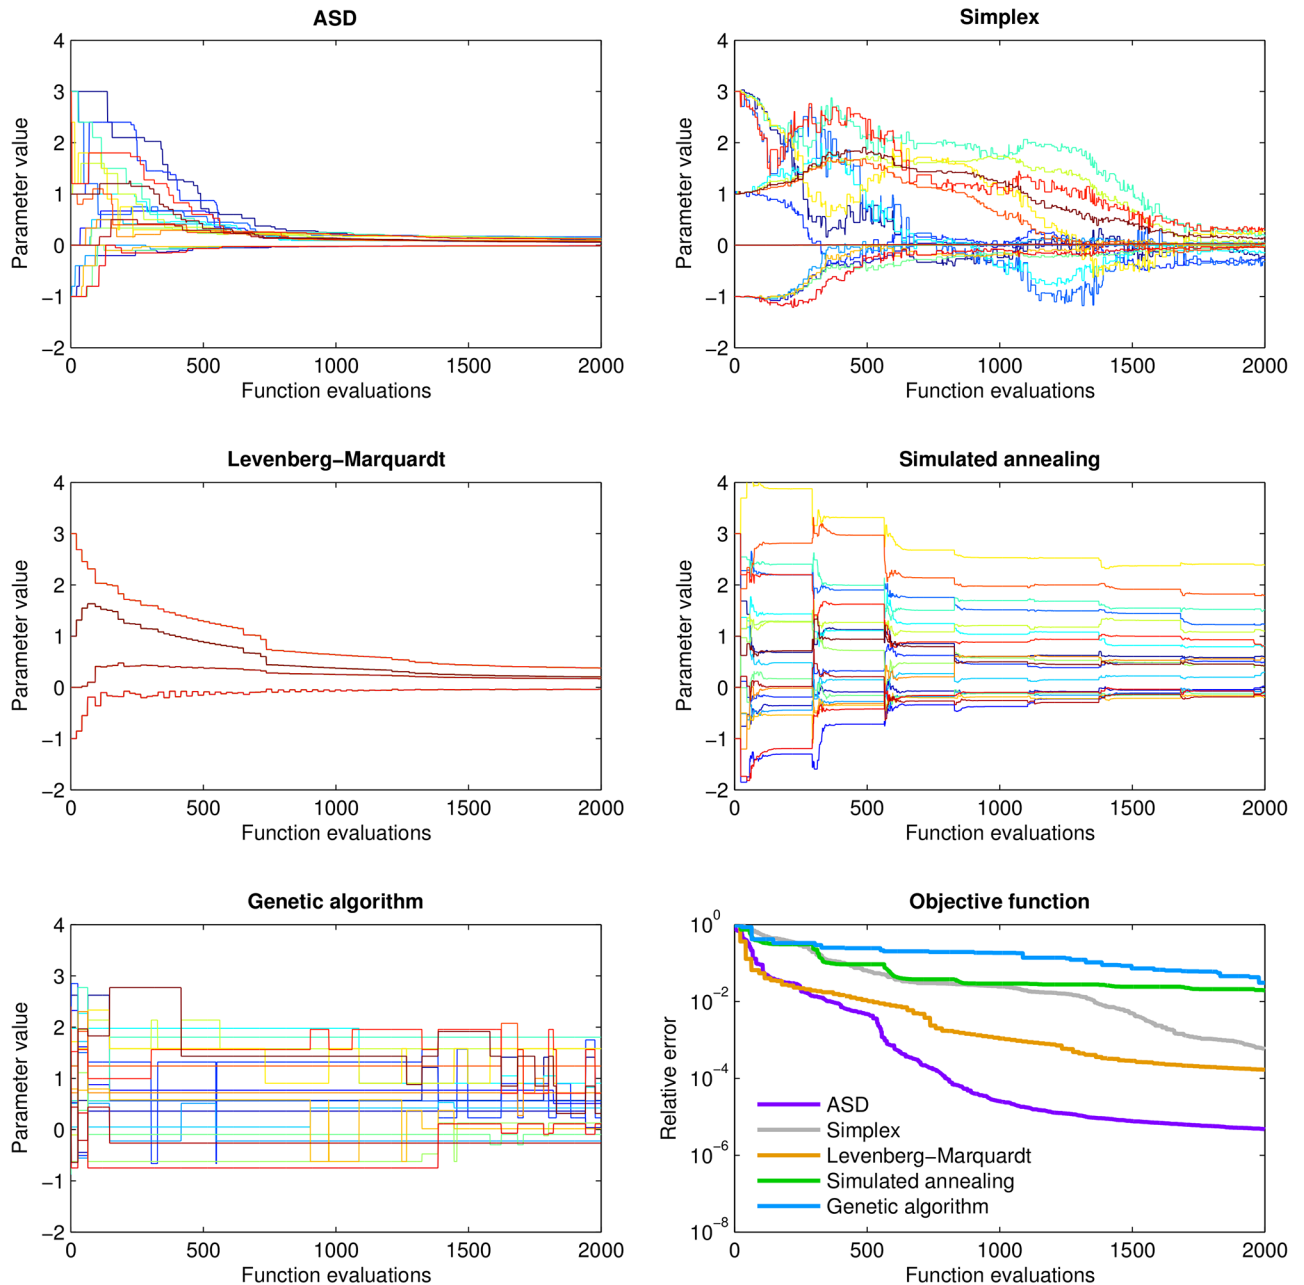 ASD
4
3
2
1
0
−1
−2
Parameter value
0 500 1000 1500 2000
Function evaluations
Simplex
4
3
2
1
0
−1
−2
Parameter value
0 500 1000 1500 2000
Function evaluations
Levenberg−Marquardt
4
3
2
1
0
−1
−2
Parameter value
0 500 1000 1500 2000
Function evaluations
Simulated annealing
4
3
2
1
0
−1
−2
Parameter value
0 500 1000 1500 2000
Function evaluations
Genetic algorithm
4
3
2
1
0
−1
−2
Parameter value
0 500 1000 1500 2000
Function evaluations
Objective function
10^0
10^−2
10^−4
10^−6
10^−8
Relative error
ASD
Simplex
Levenberg−Marquardt
Simulated annealing
Genetic algorithm
0 500 1000 1500 2000
Function evaluations